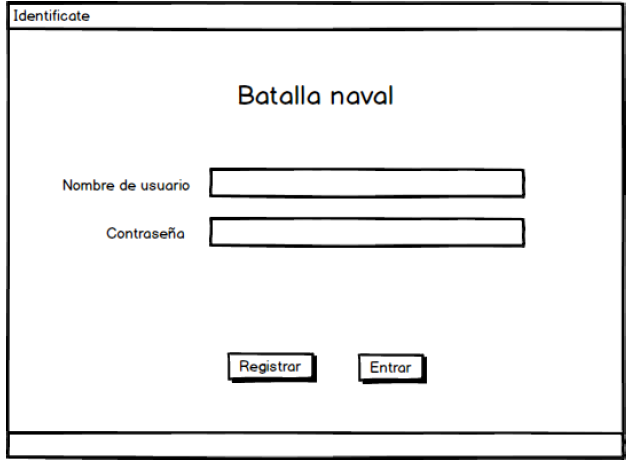 Identificate
Batalla naval
Nombre de usuario
Contraseña
Registrar
Entrar